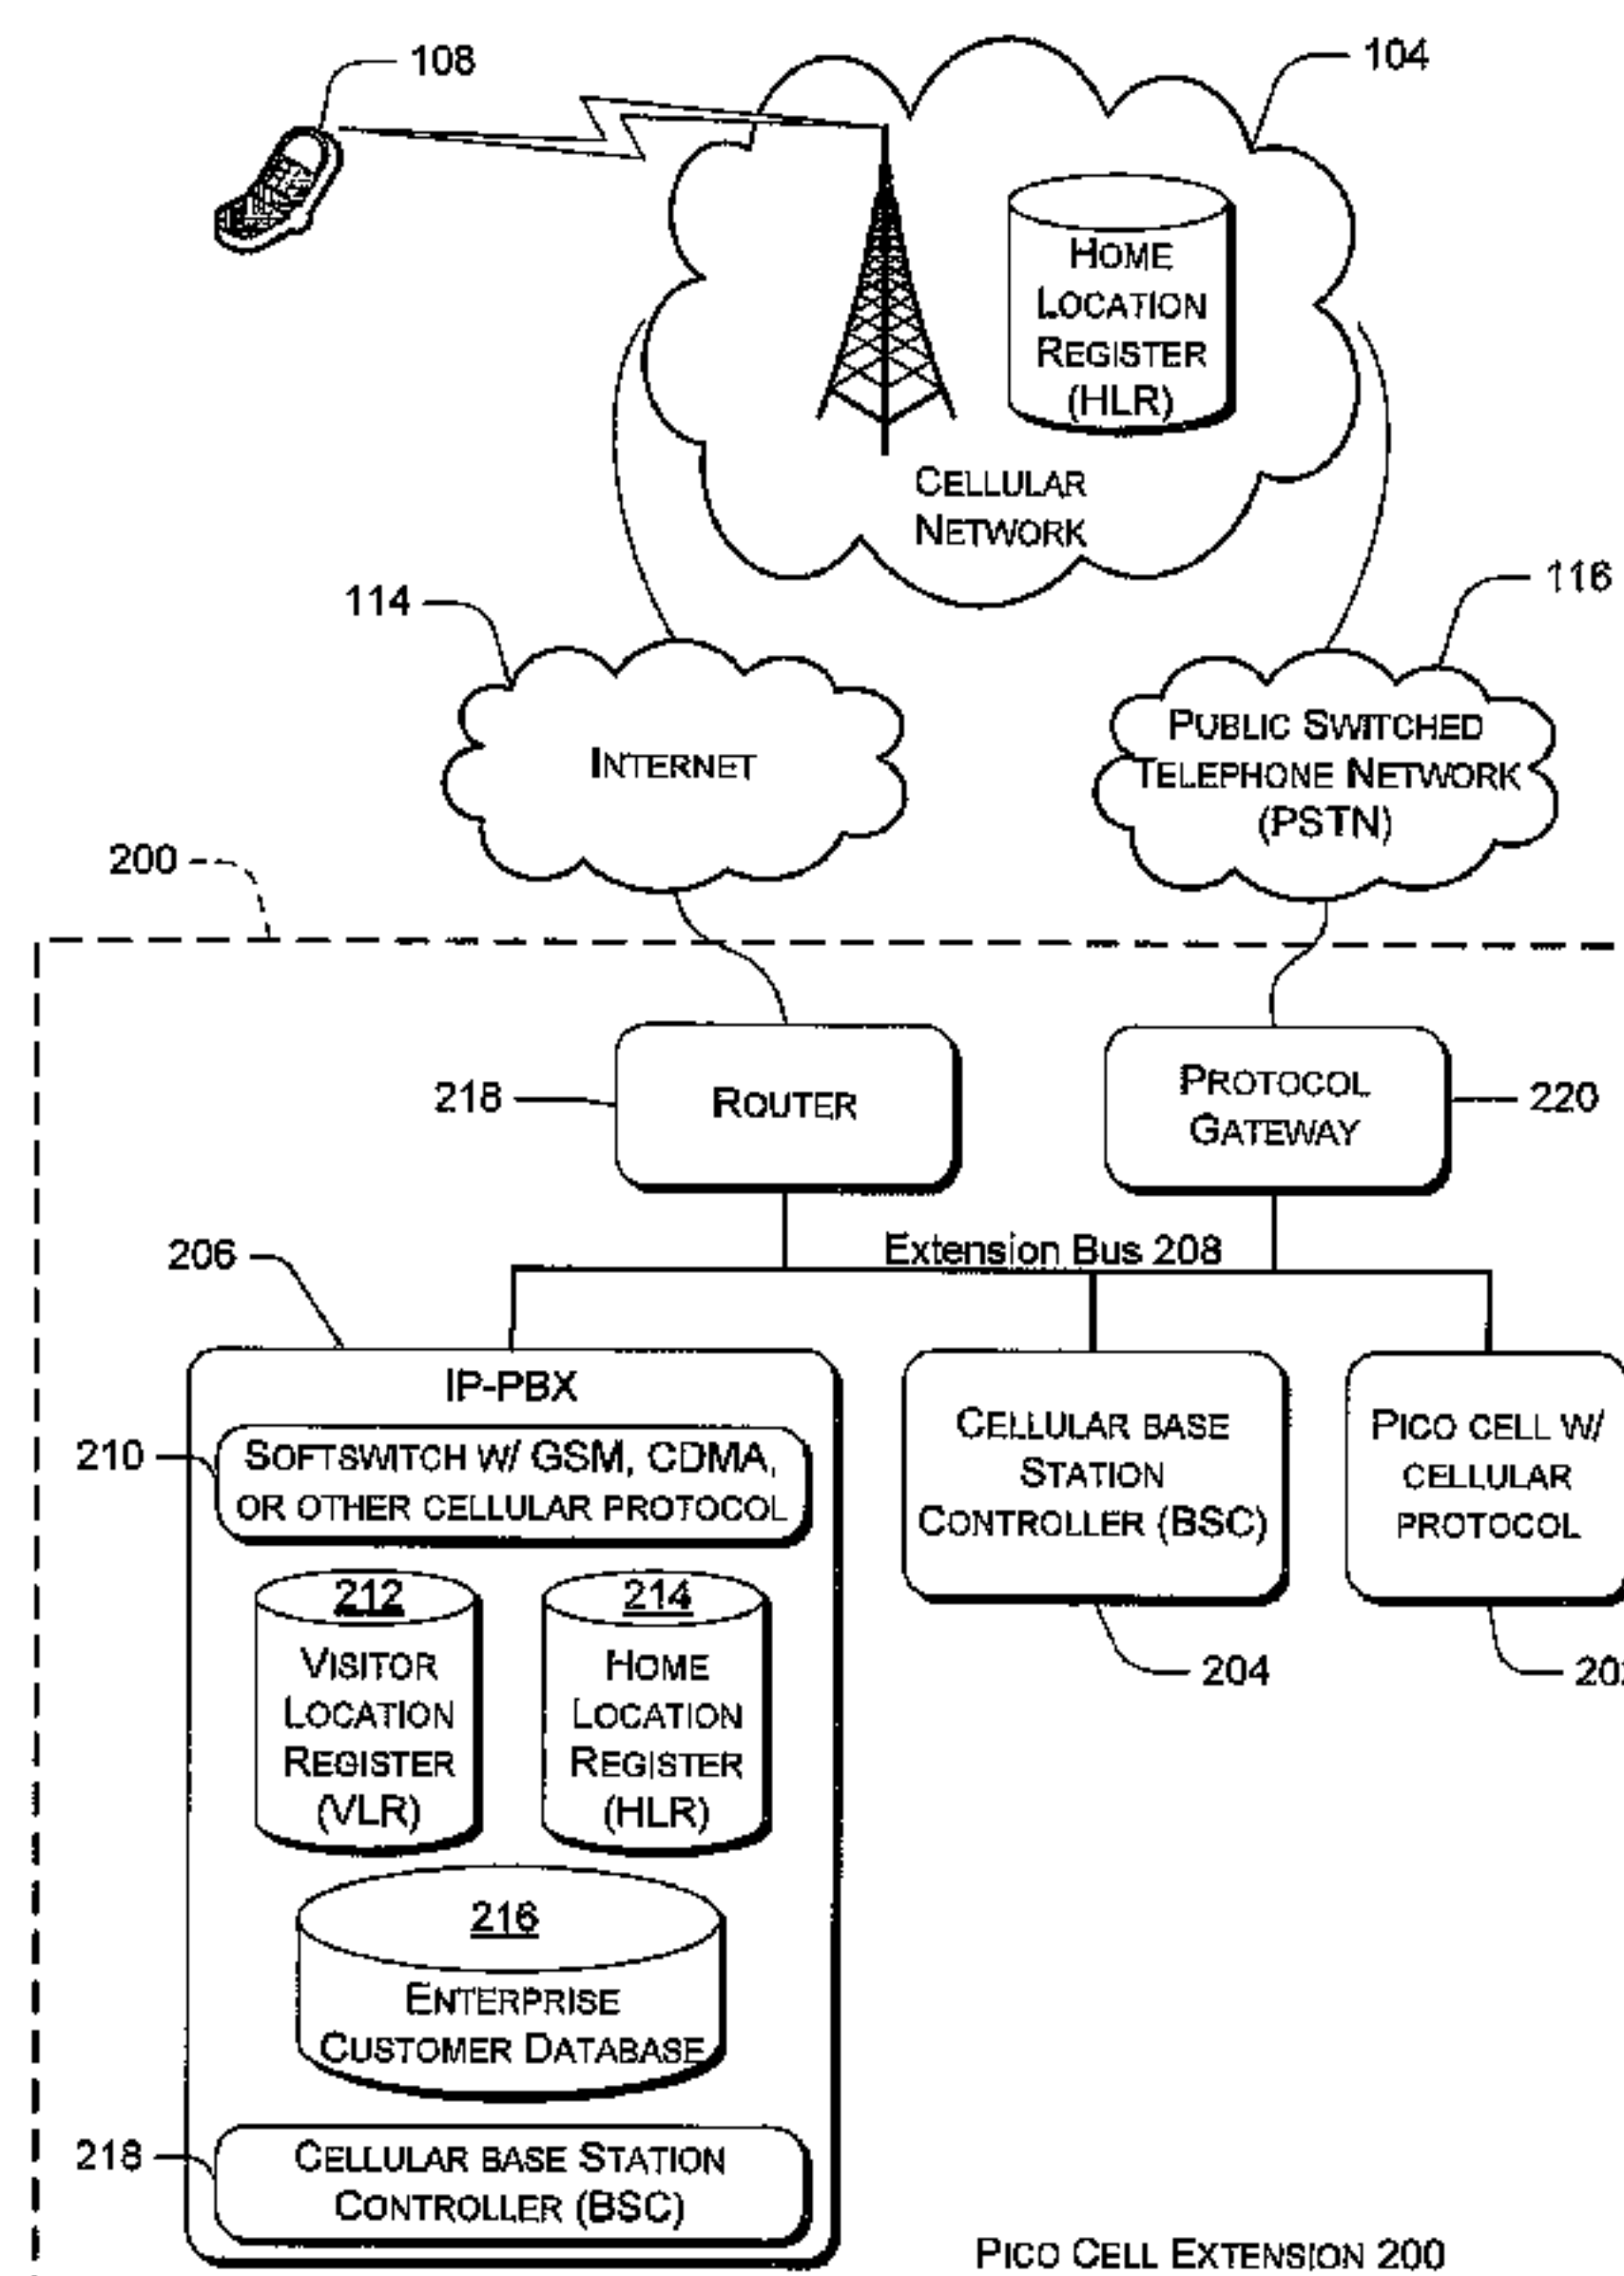 108
104
HOME
LOCATION
REGISTER
(HLR)
CELLULAR
NETWORK
114
116
INTERNET
PUBLIC SWITCHED
TELEPHONE NETWORK
(PSTN)
200
218
ROUTER
PROTOCOL
GATEWAY
220
Extension Bus 208
206
IP-PBX
210
SOFTSWITCH W/ GSM, CDMA,
OR OTHER CELLULAR PROTOCOL
CELLULAR BASE
STATION
CONTROLLER (BSC)
PICO CELL W/
CELLULAR
PROTOCOL
212
VISITOR
LOCATION
REGISTER
(VLR)
214
HOME
LOCATION
REGISTER
(HLR)
204
216
ENTERPRISE
CUSTOMER DATABASE
218
CELLULAR BASE STATION
CONTROLLER (BSC)
PICO CELL EXTENSION 200